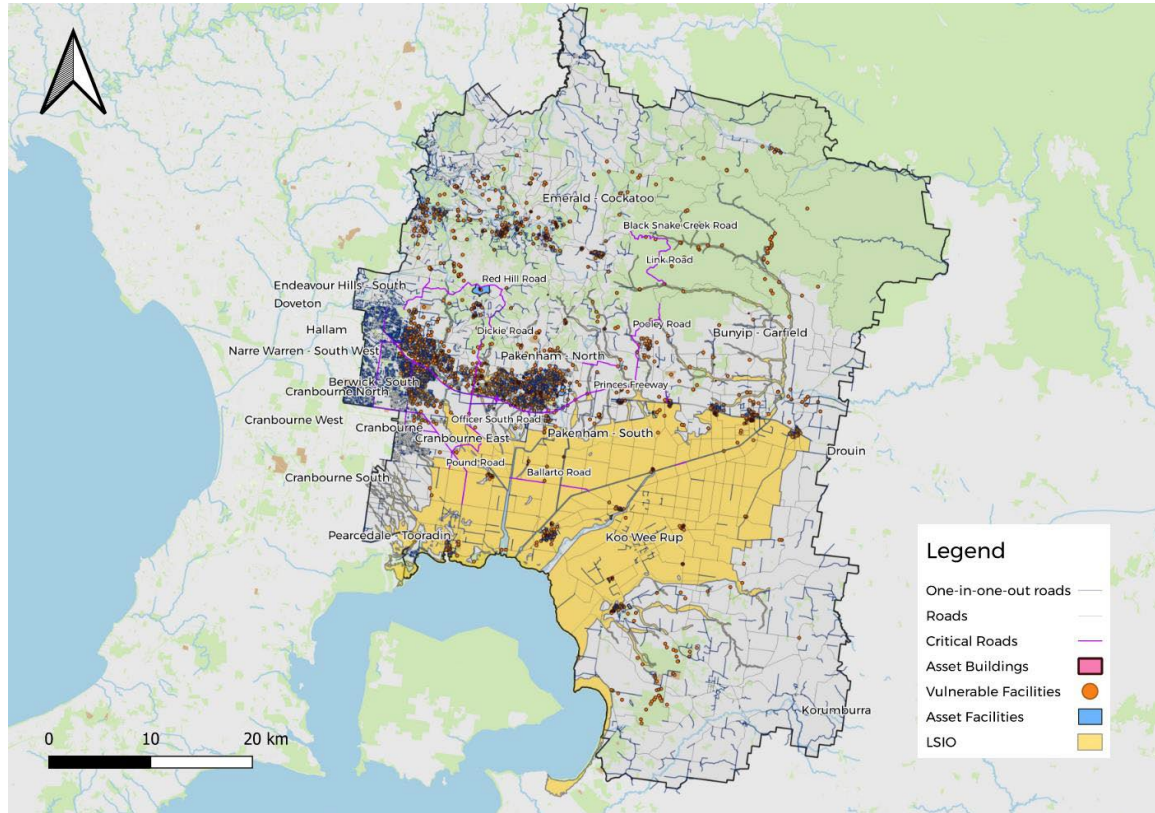 Emerald - Cockatoo
Black Snake Creek Road
Link Road
Red Hill Road
Endeavour Hills - South
Doveton
Hallam
Dickie Road
Pooley Road
Bunyip - Garfield
Narre Warren - South West
Pakenham - North
Berwick - South
Princes Freeway
Cranbourne North
Cranbourne West
Officer South Road
Cranbourne
Cranbourne East
Pakenham - South
Drouin
Pound Road
Ballarto Road
Cranbourne South
Pearcedale - Tooradin
Koo Wee Rup
Korumburra
Legend
One-in-one-out roads
Roads
Critical Roads
Asset Buildings
Vulnerable Facilities
Asset Facilities
LSIO
0 10 20 km